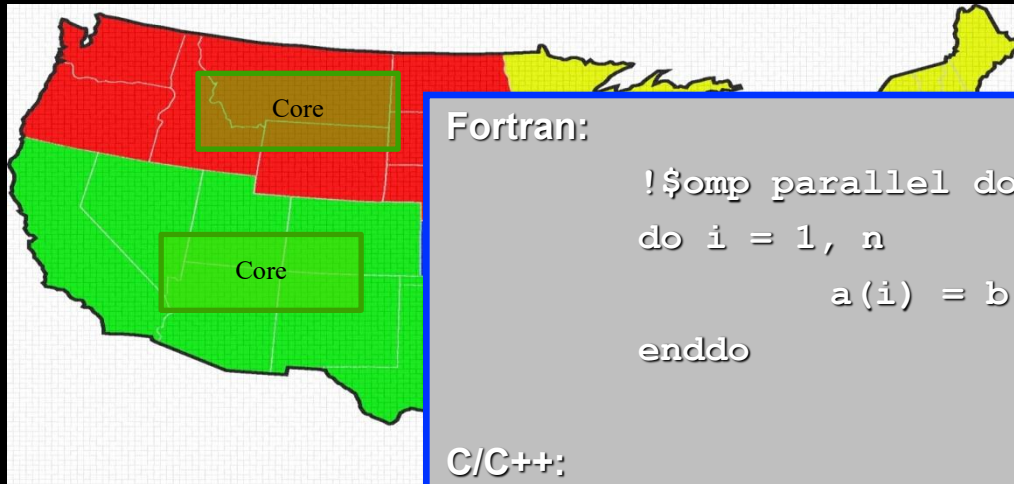 Core
Core
Fortran:
!$omp parallel do
do i = 1, n
a(i) = b
enddo
C/C++: